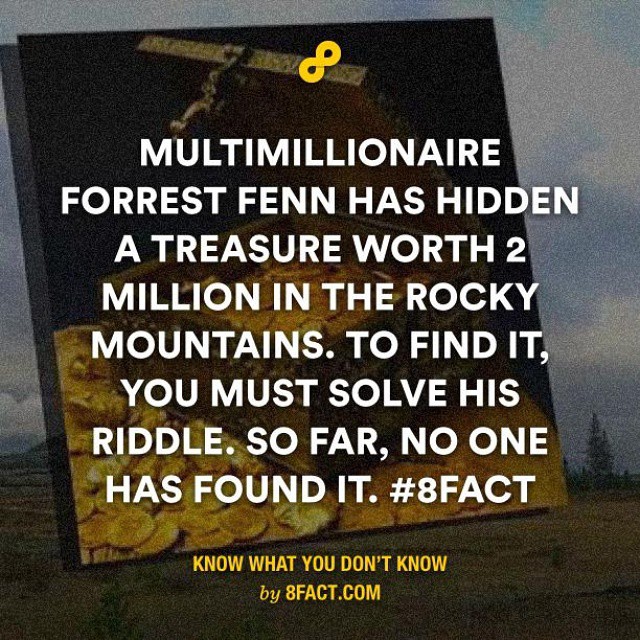 MULTIMILLIONAIRE
FORREST FENN HAS HIDDEN
A TREASURE WORTH 2
MILLION IN THE ROCKY
MOUNTAINS. TO FIND IT,
YOU MUST SOLVE HIS
RIDDLE. SO FAR, NO ONE
HAS FOUND IT. #8FACT
KNOW WHAT YOU DON'T KNOW
by 8FACT.COM